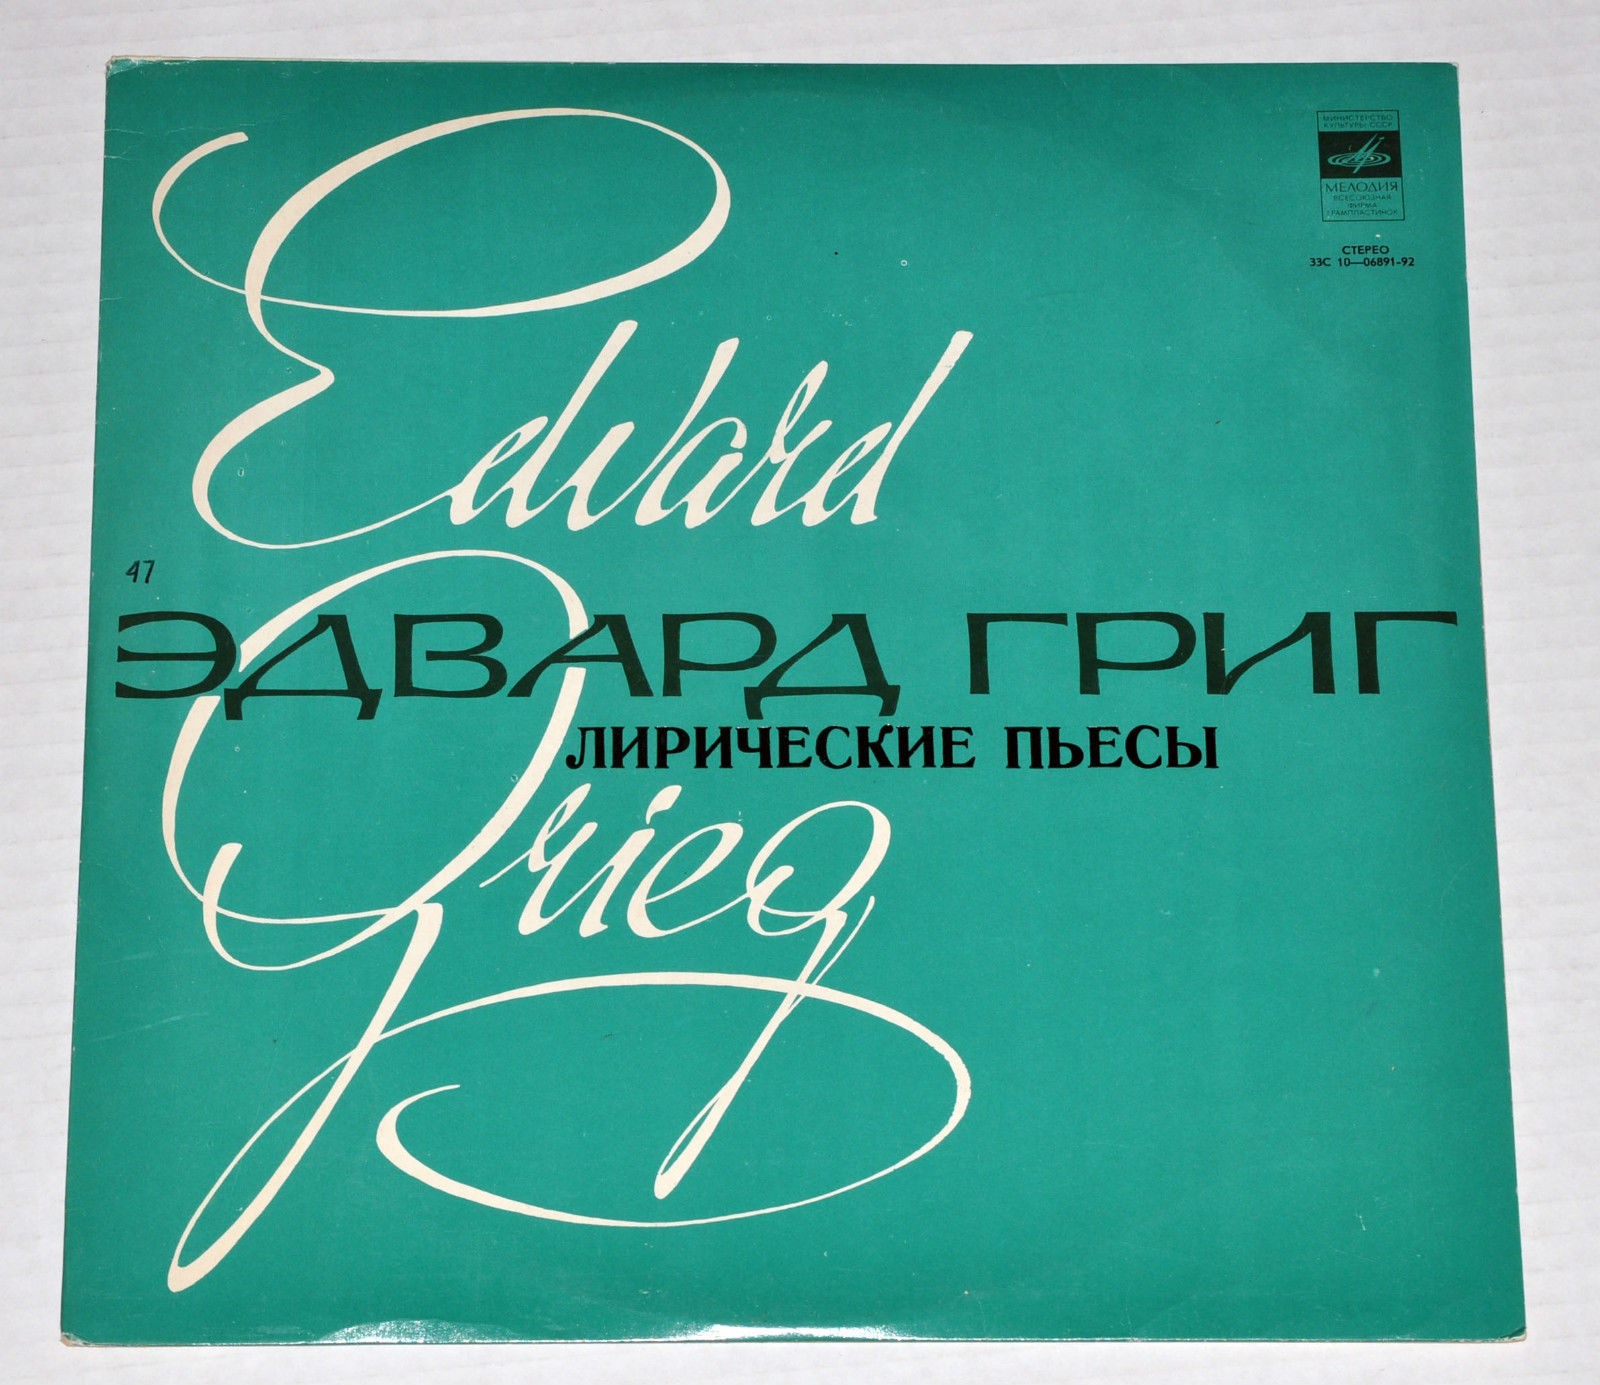 Edward
МИНИСТЕРСТВО
КУЛЬТУРЫ СССР
МЕЛОДИЯ
ВСЕСОЮЗНАЯ
ФИРМА
ГРАМПЛАСТИНОК
СТЕРЕО
33С 10—06891-92
47
ЭДВАРД ГРИГ
ЛИРИЧЕСКИЕ ПЬЕСЫ
Grieg